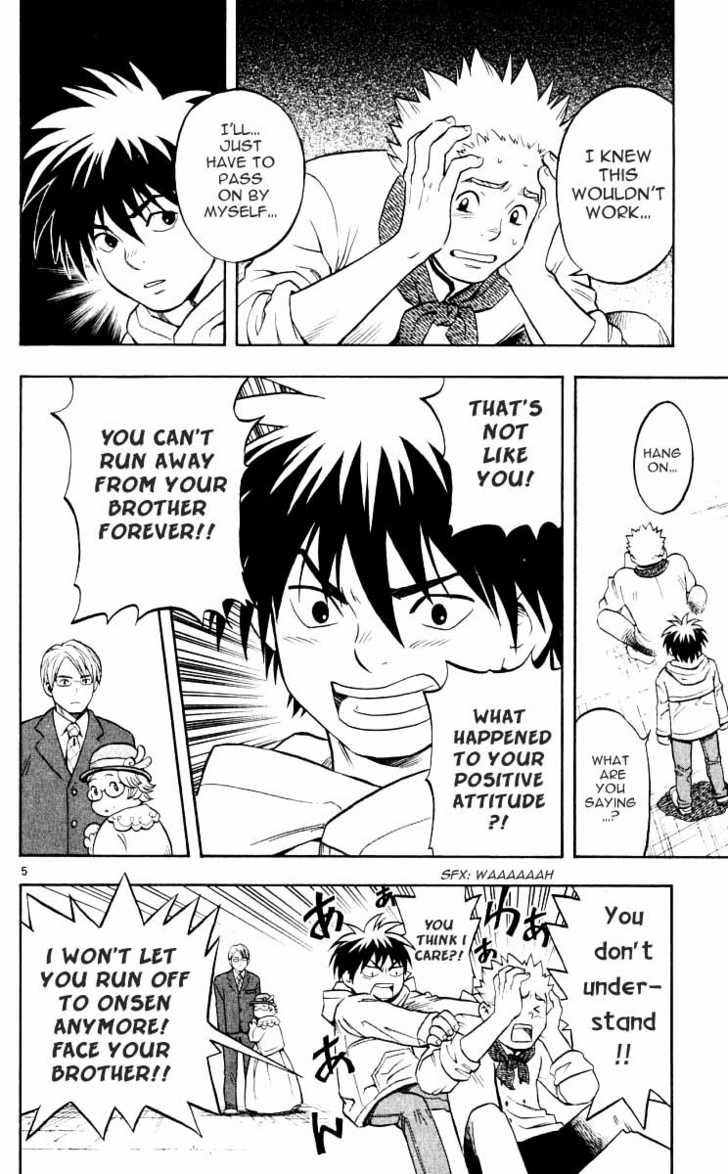 I KNEW
THIS
WOULDN'T
WORK...
I'LL...
JUST
HAVE TO
PASS
ON BY
MYSELF...
HANG
ON...
WHAT
ARE
YOU
SAYING
...?
THAT'S
NOT
LIKE
YOU!
YOU CAN'T
RUN AWAY
FROM YOUR
BROTHER
FOREVER!!
WHAT
HAPPENED
TO YOUR
POSITIVE
ATTITUDE
?!
5
SFX: WAAAAAAH
You
don't
under-
stand
!!
わぁ
ぁ
YOU
THINK I
CARE?!
あ
あ
あ
ん
I WON'T LET
YOU RUN OFF
TO ONSEN
ANYMORE!
FACE YOUR
BROTHER!!